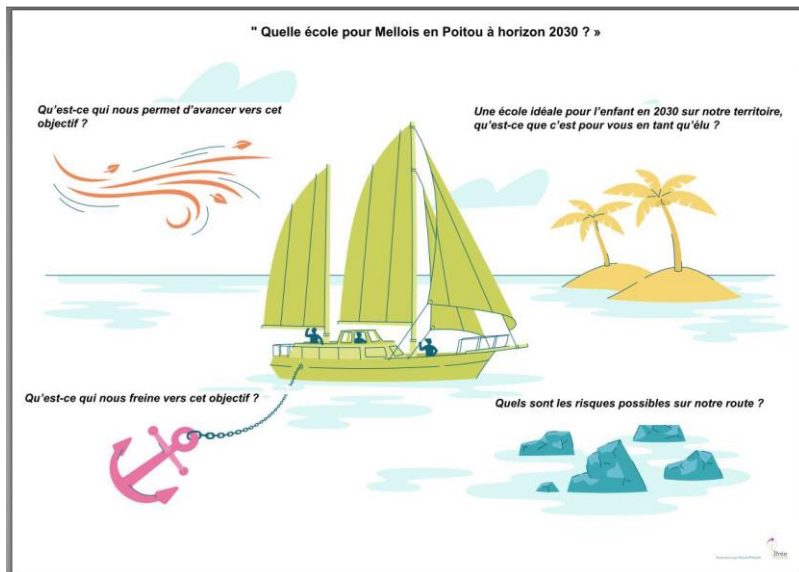 " Quelle école pour Mellois en Poitou à horizon 2030 ? »
Qu'est-ce qui nous permet d'avancer vers cet
objectif ?
Une école idéale pour l'enfant en 2030 sur notre territoire,
qu'est-ce que c'est pour vous en tant qu'élu ?
Qu'est-ce qui nous freine vers cet objectif ?
Quels sont les risques possibles sur notre route ?